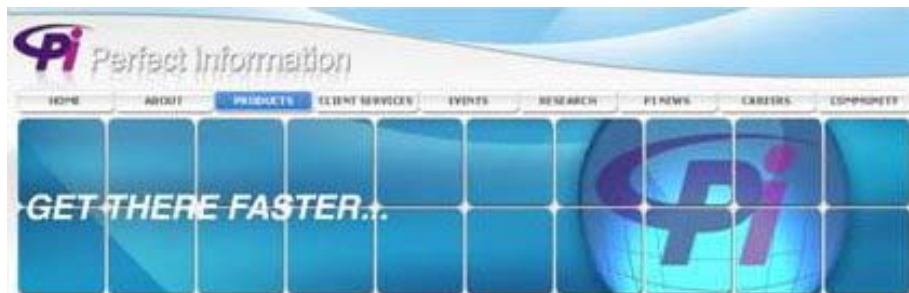 Pi Perfect Information
HOME ABOUT PRODUCTS CLIENT SERVICES EVENTS RESEARCH PI NEWS CAREERS COMMUNITY
GET THERE FASTER...
Pi